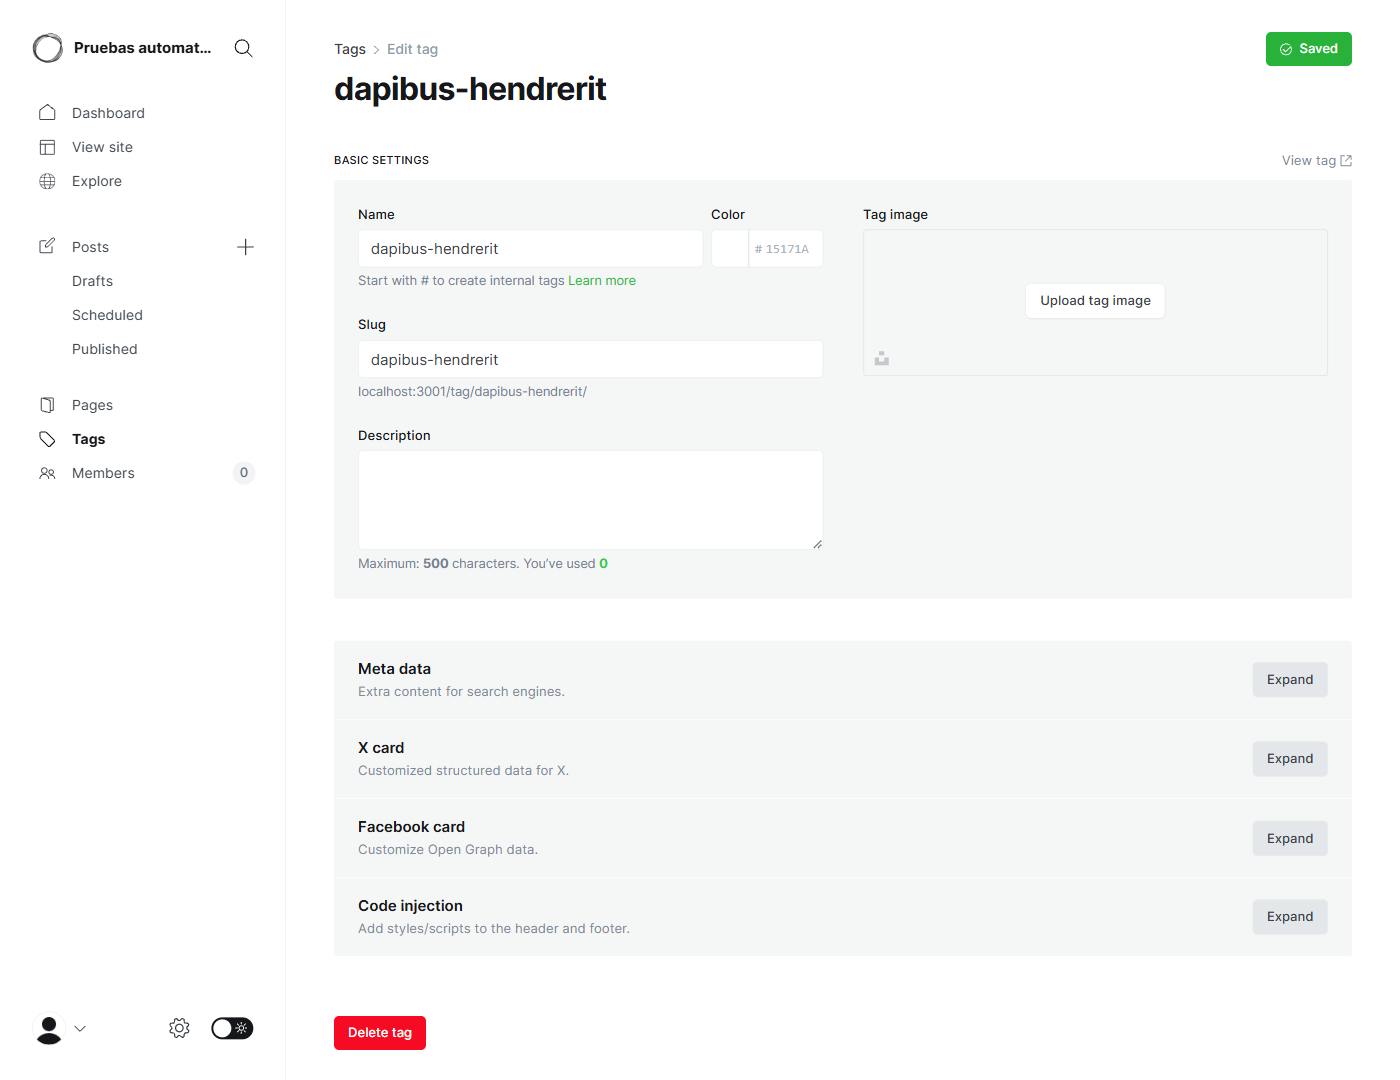 Pruebas automat...
Dashboard
View site
Explore
Posts
Drafts
Scheduled
Published
Pages
Tags
Members
0
Tags > Edit tag
Saved
dapibus-hendrerit
BASIC SETTINGS
View tag
Name
dapibus-hendrerit
Color
# 15171A
Start with # to create internal tags Learn more
Slug
dapibus-hendrerit
localhost:3001/tag/dapibus-hendrerit/
Description
Maximum: 500 characters. You’ve used 0
Tag image
Upload tag image
Meta data
Extra content for search engines.
Expand
X card
Customized structured data for X.
Expand
Facebook card
Customize Open Graph data.
Expand
Code injection
Add styles/scripts to the header and footer.
Expand
Delete tag